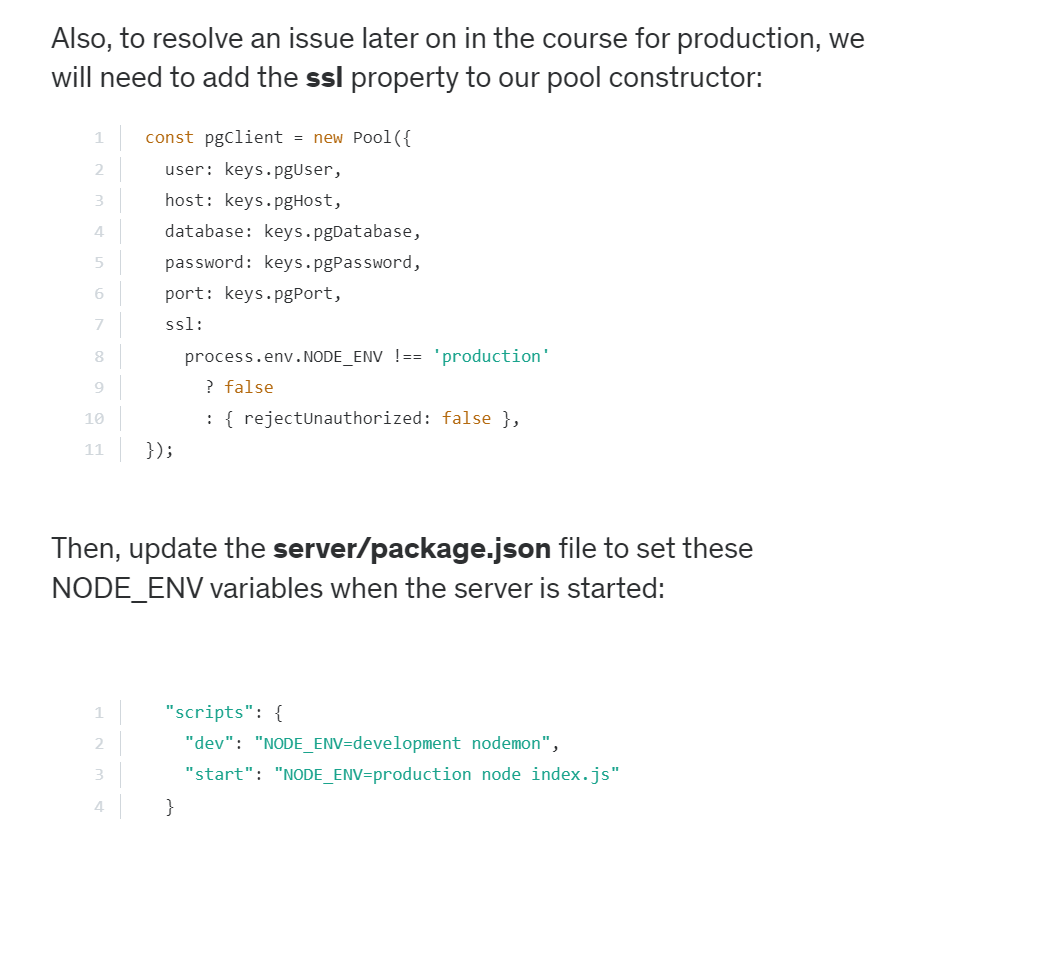 Also, to resolve an issue later on in the course for production, we
will need to add the ssl property to our pool constructor:
1 const pgClient = new Pool({
2 user: keys.pgUser,
3 host: keys.pgHost,
4 database: keys.pgDatabase,
5 password: keys.pgPassword,
6 port: keys.pgPort,
7 ssl:
8 process.env.NODE_ENV !== 'production'
9 ? false
10 : { rejectUnauthorized: false },
11 });
Then, update the server/package.json file to set these
NODE_ENV variables when the server is started:
1 "scripts": {
2 "dev": "NODE_ENV=development nodemon",
3 "start": "NODE_ENV=production node index.js"
4 }